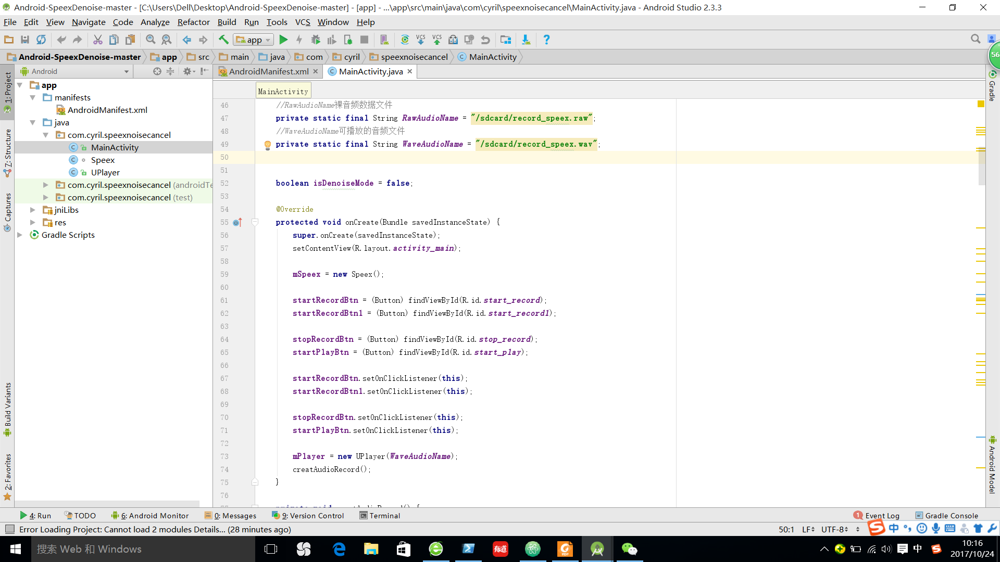 Android-SpeexDenoise-master - [C:\Users\Dell\Desktop\Android-SpeexDenoise-master] - [app] - ...\app\src\main\java\com\cyril\speexnoisecancel\MainActivity.java - Android Studio 2.3.3
File Edit View Navigate Code Analyze Refactor Build Run Tools VCS Window Help
app VCS VCS
Android-SpeexDenoise-master app src main java com cyril speexnoisecancel MainActivity
56
Android
AndroidManifest.xml MainActivity.java
1: Project
Z: Structure
Captures
Build Variants
2: Favorites
app
manifests
AndroidManifest.xml
java
com.cyril.speexnoisecancel
MainActivity
Speex
UPlayer
com.cyril.speexnoisecancel (androidTe
com.cyril.speexnoisecancel (test)
jniLibs
res
Gradle Scripts
MainActivity
46 //RawAudioName裸音频数据文件
47 private static final String RawAudioName = "/sdcard/record_speex.raw";
48 //WaveAudioName可播放的音频文件
49 private static final String WaveAudioName = "/sdcard/record_speex.wav";
50
51
52 boolean isDenoiseMode = false;
53
54 @Override
55 protected void onCreate(Bundle savedInstanceState) {
56 super.onCreate(savedInstanceState);
57 setContentView(R.layout.activity_main);
58
59 mSpeex = new Speex();
60
61 startRecordBtn = (Button) findViewById(R.id.start_record);
62 startRecordBtn1 = (Button) findViewById(R.id.start_record1);
63
64 stopRecordBtn = (Button) findViewById(R.id.stop_record);
65 startPlayBtn = (Button) findViewById(R.id.start_play);
66
67 startRecordBtn.setOnClickListener(this);
68 startRecordBtn1.setOnClickListener(this);
69
70 stopRecordBtn.setOnClickListener(this);
71 startPlayBtn.setOnClickListener(this);
72
73 mPlayer = new UPlayer(WaveAudioName);
74 creatAudioRecord();
75 }
76
Gradle
Android Model
4: Run TODO 6: Android Monitor 0: Messages 9: Version Control Terminal 1 Event Log Gradle Console
Error Loading Project: Cannot load 2 modules Details... (28 minutes ago) 50:1 LF UTF-8 中
搜索 Web 和 Windows
有道
PDF
中
10:16
2017/10/24